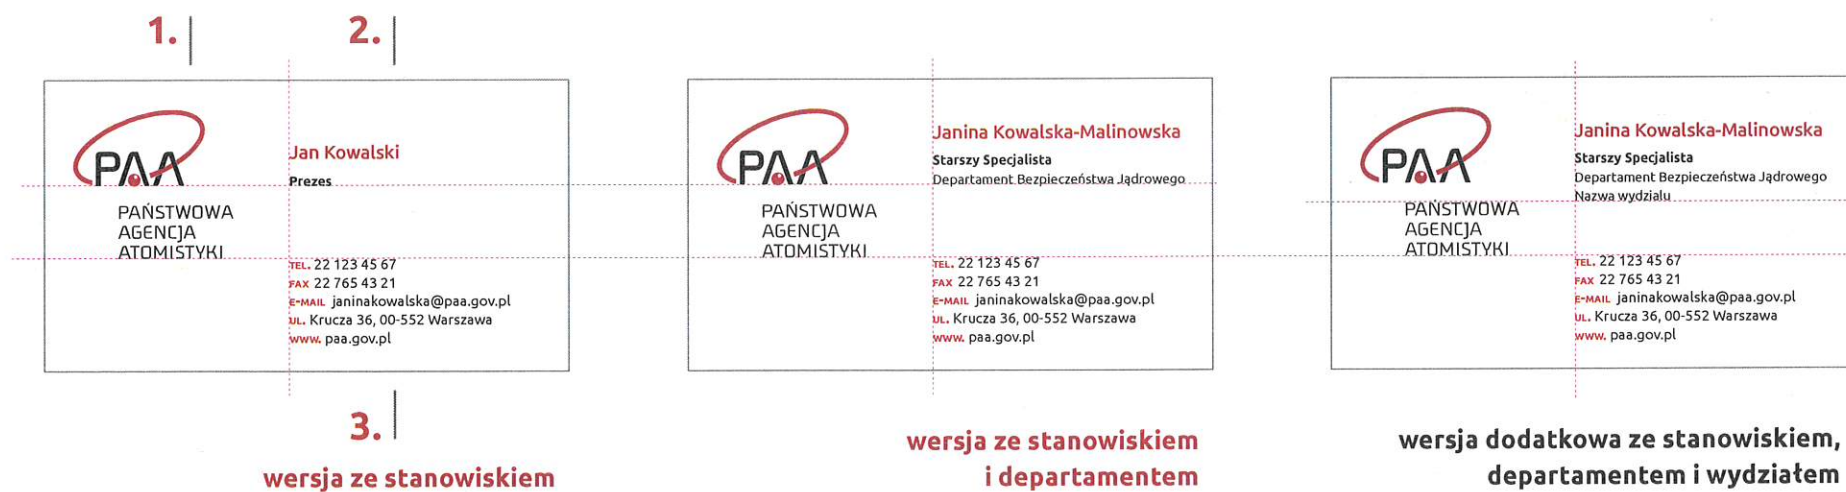 1.
2.
PAA
PAŃSTWOWA
AGENCJA
ATOMISTYKI
Jan Kowalski
Prezes
TEL. 22 123 45 67
FAX 22 765 43 21
E-MAIL janinakowalska@paa.gov.pl
UL. Krucza 36, 00-552 Warszawa
WWW. paa.gov.pl
3.
wersja ze stanowiskiem
PAA
PAŃSTWOWA
AGENCJA
ATOMISTYKI
Janina Kowalska-Malinowska
Starszy Specjalista
Departament Bezpieczeństwa Jądrowego
TEL. 22 123 45 67
FAX 22 765 43 21
E-MAIL janinakowalska@paa.gov.pl
UL. Krucza 36, 00-552 Warszawa
WWW. paa.gov.pl
wersja ze stanowiskiem
i departamentem
PAA
PAŃSTWOWA
AGENCJA
ATOMISTYKI
Janina Kowalska-Malinowska
Starszy Specjalista
Departament Bezpieczeństwa Jądrowego
Nazwa wydzialu
TEL. 22 123 45 67
FAX 22 765 43 21
E-MAIL janinakowalska@paa.gov.pl
UL. Krucza 36, 00-552 Warszawa
WWW. paa.gov.pl
wersja dodatkowa ze stanowiskiem,
departamentem i wydziałem